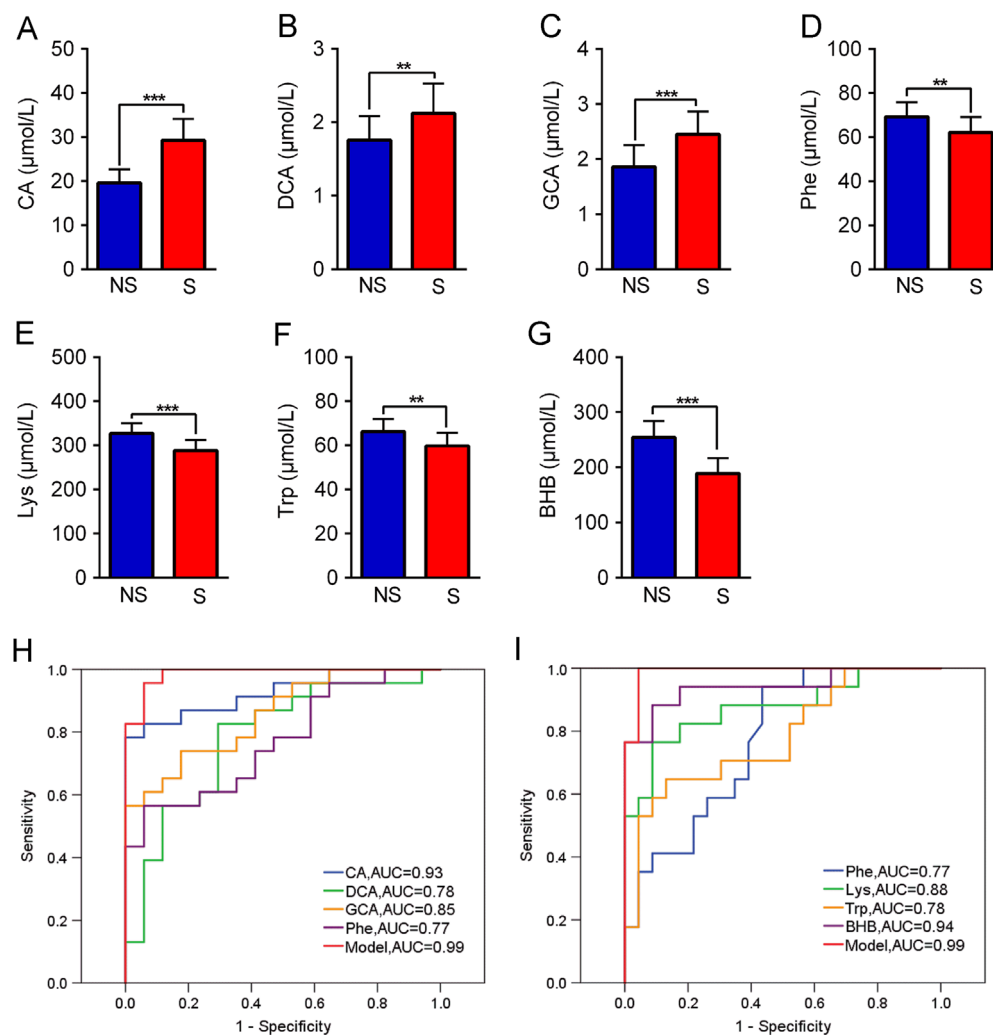 A
CA (µmol/L)
50
40
30
20
10
0
***
NS
S
B
DCA (µmol/L)
3
2
1
0
**
NS
S
C
GCA (µmol/L)
4
3
2
1
0
***
NS
S
D
Phe (µmol/L)
100
80
60
40
20
0
**
NS
S
E
Lys (µmol/L)
500
400
300
200
100
0
***
NS
S
F
Trp (µmol/L)
100
80
60
40
20
0
**
NS
S
G
BHB (µmol/L)
400
300
200
100
0
***
NS
S
H
Sensitivity
1.0
0.8
0.6
0.4
0.2
0.0
CA,AUC=0.93
DCA,AUC=0.78
GCA,AUC=0.85
Phe,AUC=0.77
Model,AUC=0.99
0.0 0.2 0.4 0.6 0.8 1.0
1 - Specificity
I
Sensitivity
1.0
0.8
0.6
0.4
0.2
0.0
Phe,AUC=0.77
Lys,AUC=0.88
Trp,AUC=0.78
BHB,AUC=0.94
Model,AUC=0.99
0.0 0.2 0.4 0.6 0.8 1.0
1 - Specificity